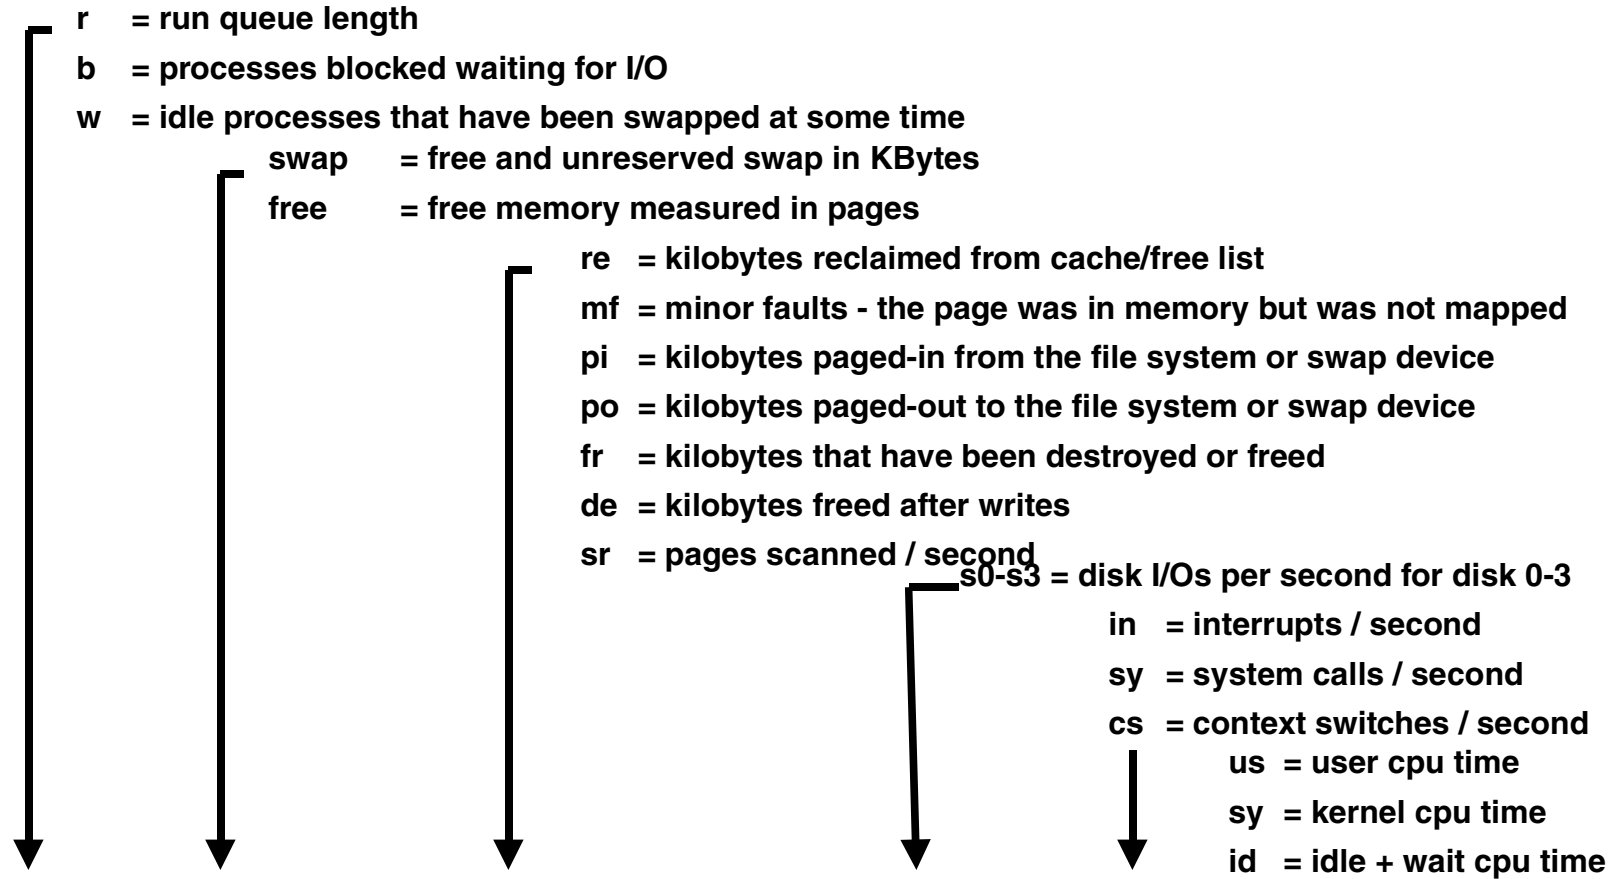 r = run queue length
b = processes blocked waiting for I/O
w = idle processes that have been swapped at some time
swap = free and unreserved swap in KBytes
free = free memory measured in pages
re = kilobytes reclaimed from cache/free list
mf = minor faults - the page was in memory but was not mapped
pi = kilobytes paged-in from the file system or swap device
po = kilobytes paged-out to the file system or swap device
fr = kilobytes that have been destroyed or freed
de = kilobytes freed after writes
sr = pages scanned / second
s0-s3 = disk I/Os per second for disk 0-3
in = interrupts / second
sy = system calls / second
cs = context switches / second
us = user cpu time
sy = kernel cpu time
id = idle + wait cpu time